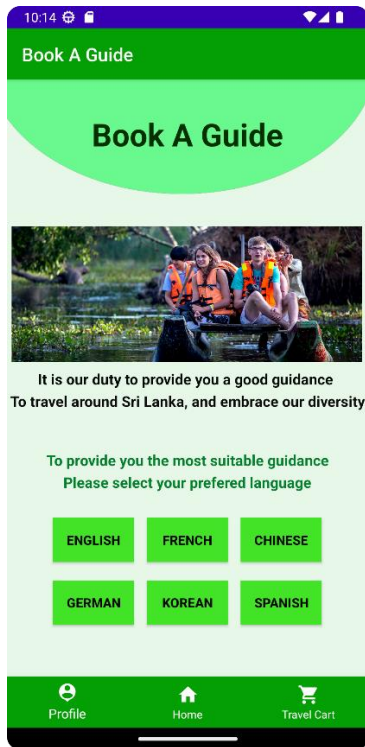 10:14
Book A Guide
Book A Guide
It is our duty to provide you a good guidance
To travel around Sri Lanka, and embrace our diversity
To provide you the most suitable guidance
Please select your prefered language
ENGLISH FRENCH CHINESE
GERMAN KOREAN SPANISH
Profile Home Travel Cart